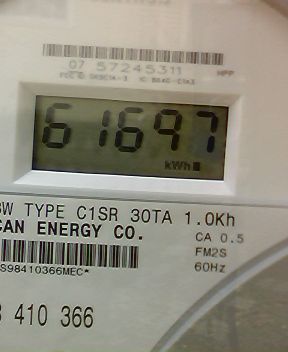 07 57245311 MPP
61697
kWh
W TYPE C1SR 30TA 1.0Kh
CAN ENERGY CO.
CA 0.5
FM2S
60Hz
S98410366MEC*
410 366